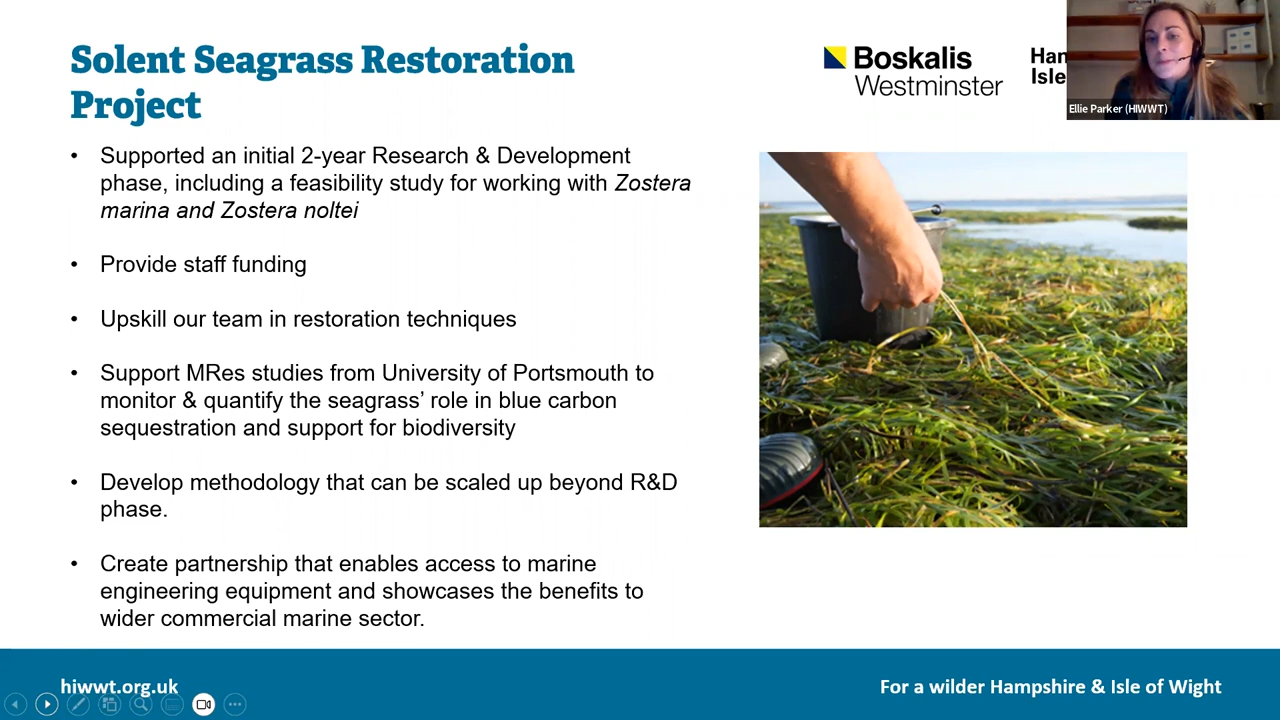 Solent Seagrass Restoration
Project
Boskalis
Westminster
Ellie Parker (HIWWT)
• Supported an initial 2-year Research & Development
phase, including a feasibility study for working with Zostera
marina and Zostera noltei
• Provide staff funding
• Upskill our team in restoration techniques
• Support MRes studies from University of Portsmouth to
monitor & quantify the seagrass’ role in blue carbon
sequestration and support for biodiversity
• Develop methodology that can be scaled up beyond R&D
phase.
• Create partnership that enables access to marine
engineering equipment and showcases the benefits to
wider commercial marine sector.
hiwwt.org.uk
For a wilder Hampshire & Isle of Wight